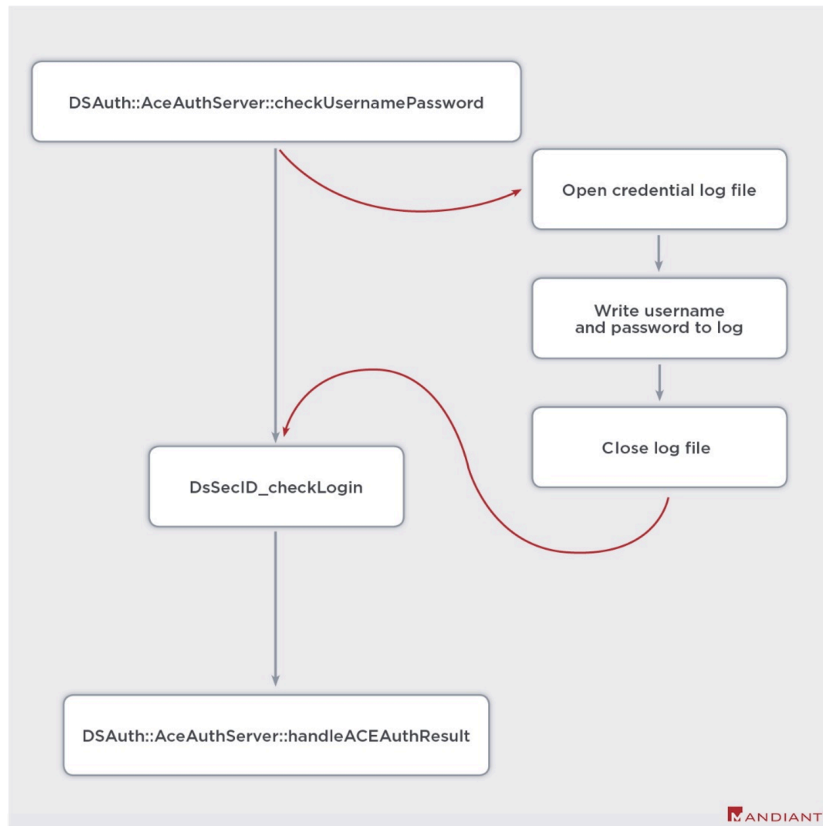 DSAuth::AceAuthServer::checkUsernamePassword
Open credential log file
Write username
and password to log
Close log file
DsSecID_checkLogin
DSAuth::AceAuthServer::handleACEAuthResult
MANDIANT